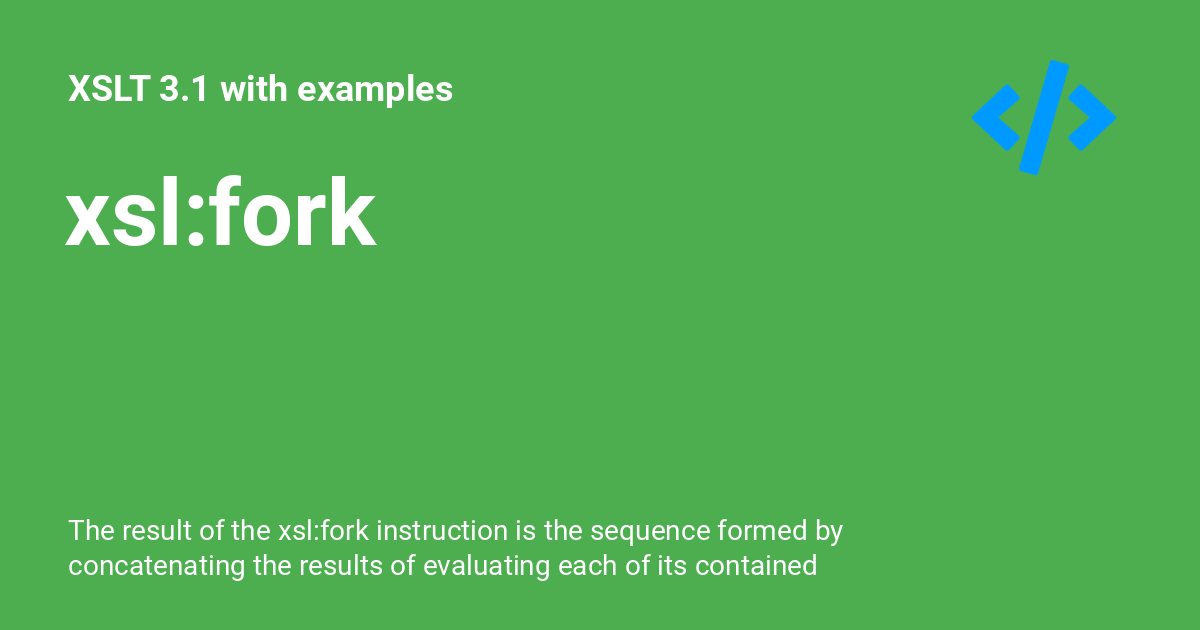 XSLT 3.1 with examples
xsl:fork
The result of the xsl:fork instruction is the sequence formed by
concatenating the results of evaluating each of its contained